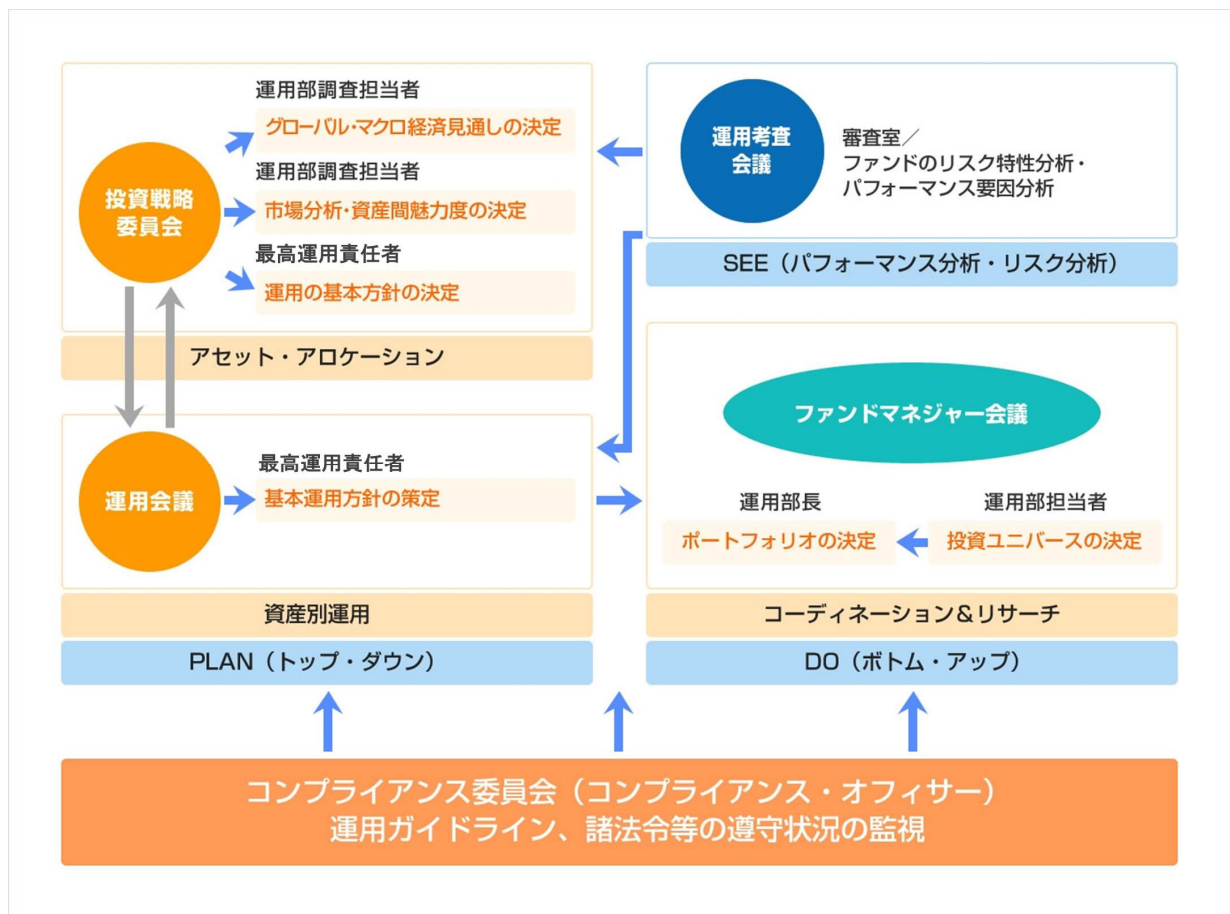 運用部調査担当者
グローバル・マクロ経済見通しの決定
投資戦略
委員会
運用部調査担当者
市場分析・資産間魅力度の決定
最高運用責任者
運用の基本方針の決定
アセット・アロケーション
運用会議
最高運用責任者
基本運用方針の策定
資産別運用
PLAN（トップ・ダウン）
運用考査
会議
審査室／
ファンドのリスク特性分析・
パフォーマンス要因分析
SEE（パフォーマンス分析・リスク分析）
ファンドマネジャー会議
運用部長
ポートフォリオの決定
運用部担当者
投資ユニバースの決定
コーディネーション＆リサーチ
DO（ボトム・アップ）
コンプライアンス委員会（コンプライアンス・オフィサー）
運用ガイドライン、諸法令等の遵守状況の監視